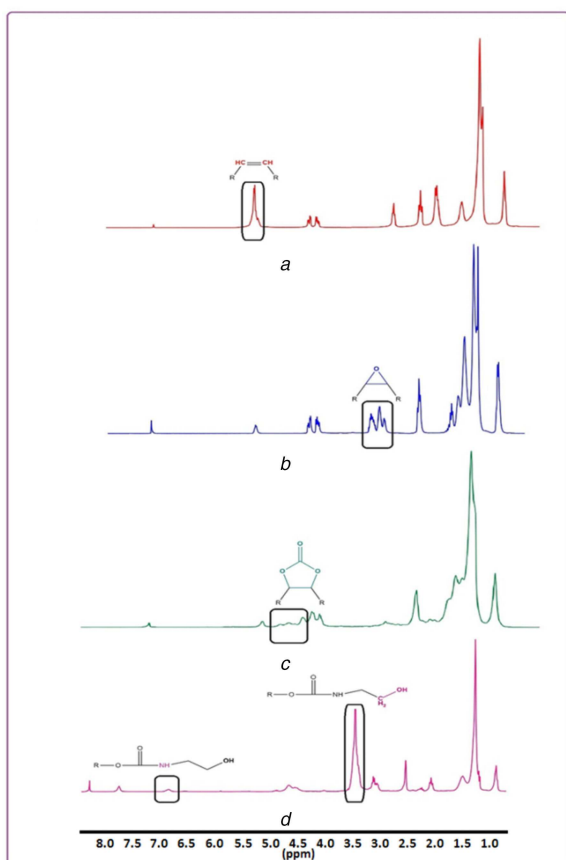 HC CH
R R
a
O
R R
b
O
O O
R R
c
O OH
R O NH C
H₂
O
R O NH OH
d
8.0 7.5 7.0 6.5 6.0 5.5 5.0 4.5 4.0 3.5 3.0 2.5 2.0 1.5 1.0
(ppm)